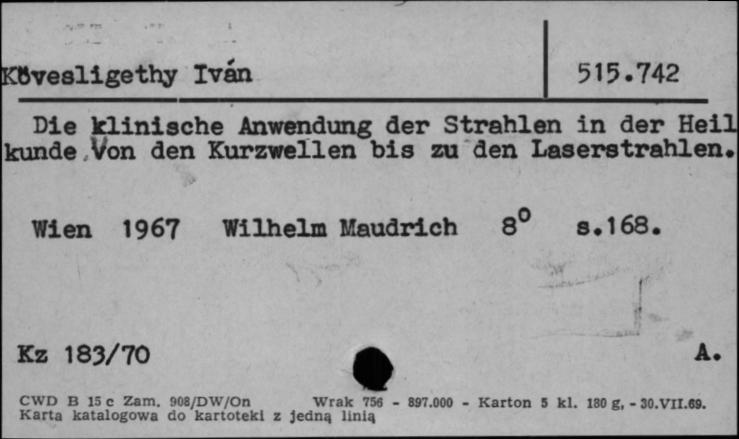 Kövesligethy Iván 515.742
Die klinische Anwendung der Strahlen in der Heil
kunde.Von den Kurzwellen bis zu den Laserstrahlen.
Wien 1967 Wilhelm Maudrich 8° s.168.
Kz 183/70 A.
CWD B 15 c Zam. 908/DW/On Wrak 756 - 897.000 - Karton 5 kl. 180 g, - 30.VII.69.
Karta katalogowa do kartoteki z jedną linią